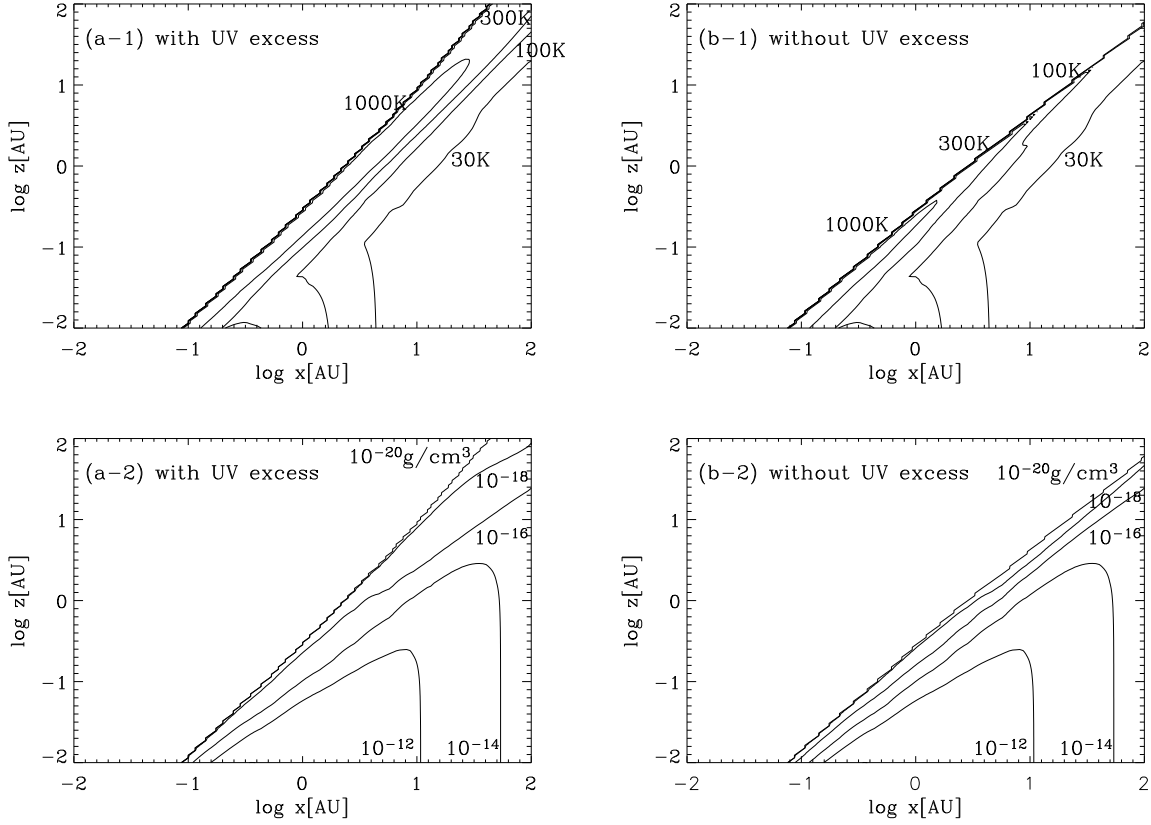 (a-1) with UV excess
300K
100K
1000K
30K
2
1
0
−1
−2
log z[AU]
−2
−1
0
1
2
log x[AU]
(b-1) without UV excess
100K
300K
30K
1000K
2
1
0
−1
−2
log z[AU]
−2
−1
0
1
2
log x[AU]
(a-2) with UV excess
10⁻²⁰g/cm³
10⁻¹⁸
10⁻¹⁶
10⁻¹²
10⁻¹⁴
2
1
0
−1
−2
log z[AU]
−2
−1
0
1
2
log x[AU]
(b-2) without UV excess
10⁻²⁰g/cm³
10⁻¹⁸
10⁻¹⁶
10⁻¹²
10⁻¹⁴
2
1
0
−1
−2
log z[AU]
−2
−1
0
1
2
log x[AU]